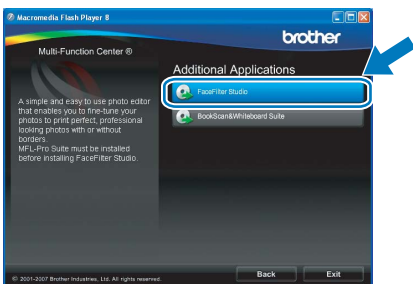 Macromedia Flash Player 8
brother
Multi-Function Center ®
Additional Applications
FaceFilter Studio
BookScan&Whiteboard Suite
A simple and easy to use photo editor
that enables you to fine-tune your
photos to print perfect, professional
looking photos with or without
borders.
MFL-Pro Suite must be installed
before installing FaceFilter Studio.
© 2001-2007 Brother Industries, Ltd. All rights reserved.
Back
Exit